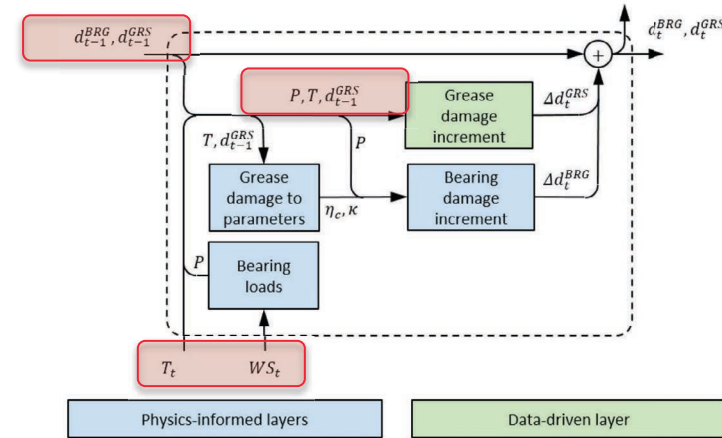 d_{t-1}^{BRG}, d_{t-1}^{GRS}
d_t^{BRG}, d_t^{GRS}
+
P, T, d_{t-1}^{GRS}
Grease
damage
increment
Δd_t^{GRS}
T, d_{t-1}^{GRS}
P
Grease
damage to
parameters
η_c, κ
Bearing
damage
increment
Δd_t^{BRG}
P
Bearing
loads
T_t
WS_t
Physics-informed layers
Data-driven layer